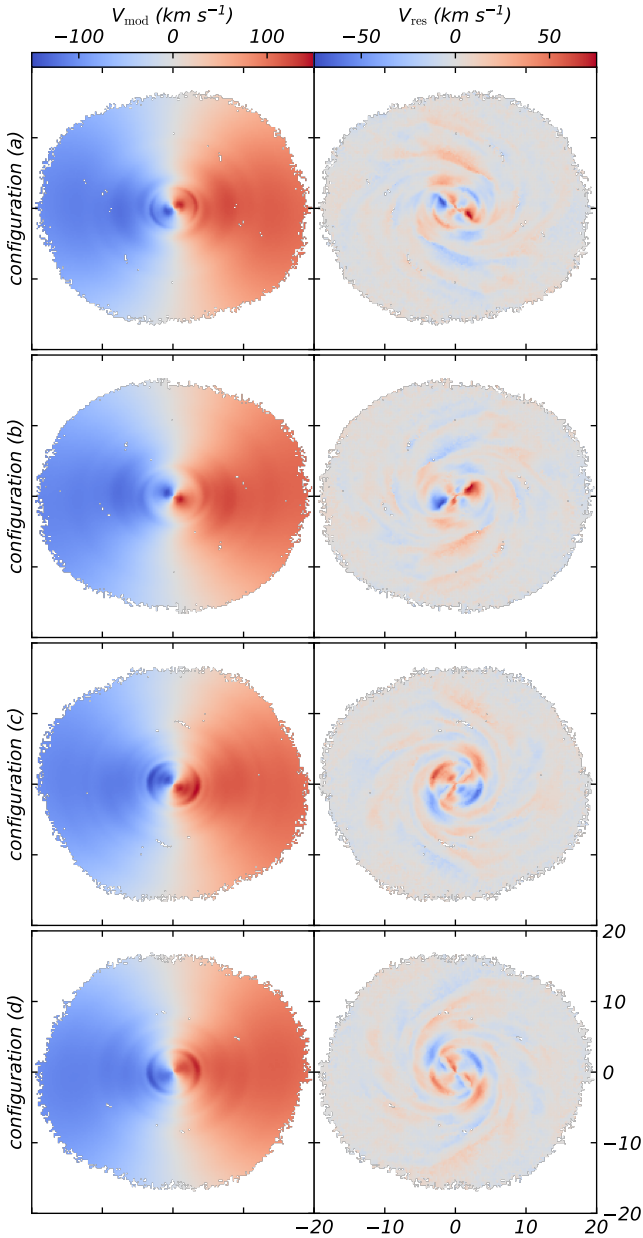 V_mod (km s⁻¹) V_res (km s⁻¹)
−100 0 100 −50 0 50
configuration (a)
configuration (b)
configuration (c)
configuration (d)
20
10
0
−10
−20
−20 −10 0 10 20